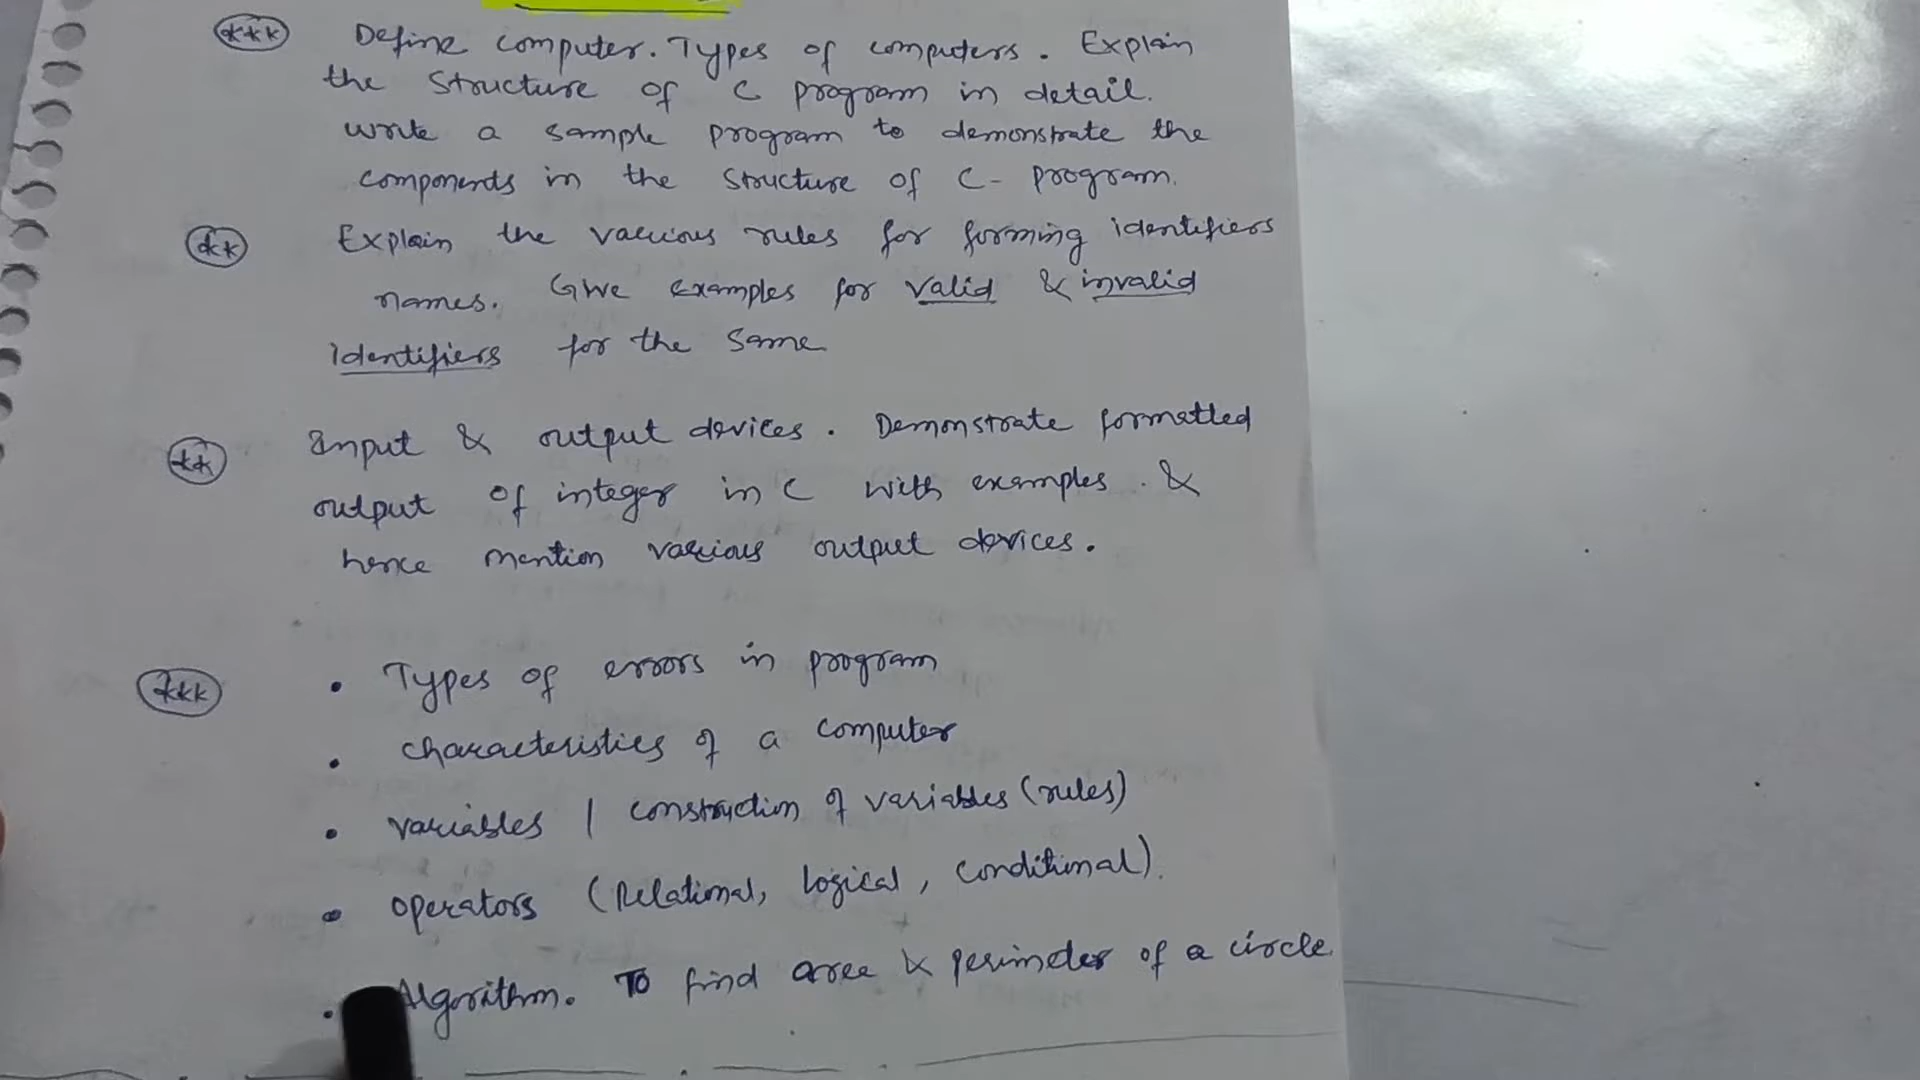 *** Define computer. Types of computers. Explain
the structure of C program in detail.
write a sample program to demonstrate the
components in the structure of C- program.
** Explain the various rules for forming identifiers
names. Give examples for valid & invalid
identifiers for the same
** Input & output devices. Demonstrate formatted
output of integer in C with examples. &
hence mention various output devices.
*** • Types of errors in program
• characteristics of a computer
• variables | construction of variables (rules)
• operators (Relational, logical, conditional).
• Algorithm. To find area & perimeter of a circle